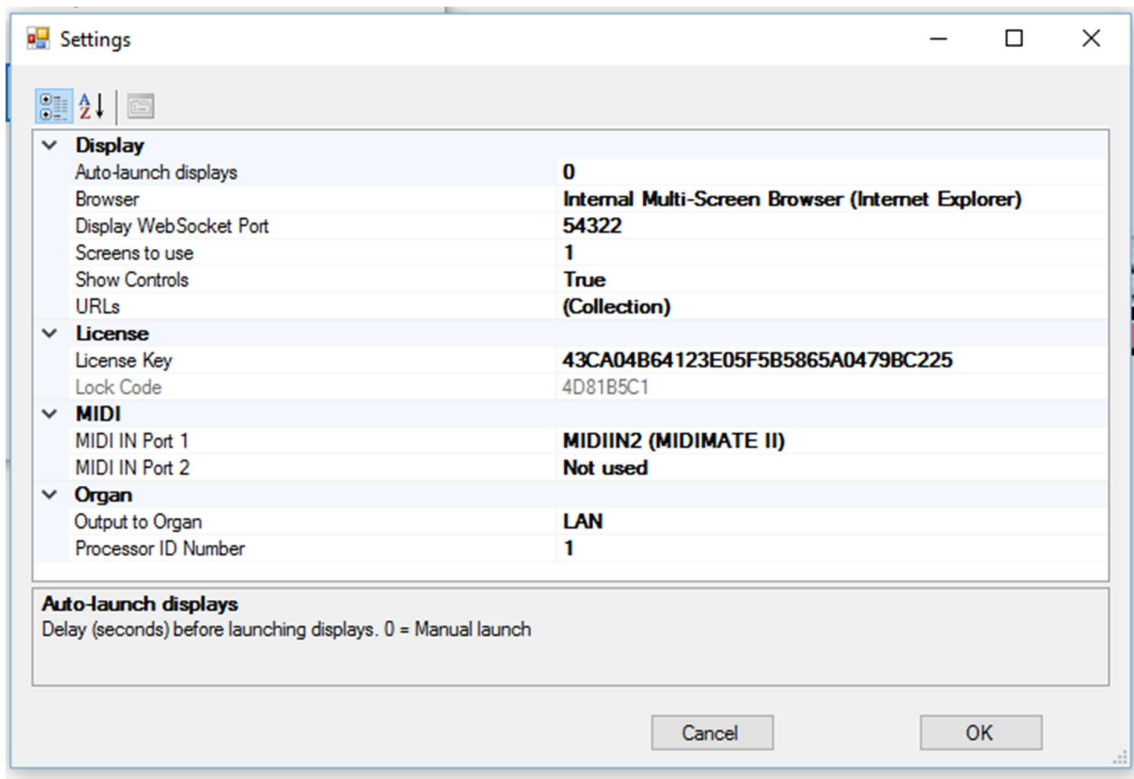 Settings
Display
Auto-launch displays 0
Browser Internal Multi-Screen Browser (Internet Explorer)
Display WebSocket Port 54322
Screens to use 1
Show Controls True
URLs (Collection)
License
License Key 43CA04B64123E05F5B5865A0479BC225
Lock Code 4D81B5C1
MIDI
MIDI IN Port 1 MIDIIN2 (MIDIMATE II)
MIDI IN Port 2 Not used
Organ
Output to Organ LAN
Processor ID Number 1
Auto-launch displays
Delay (seconds) before launching displays. 0 = Manual launch
Cancel OK